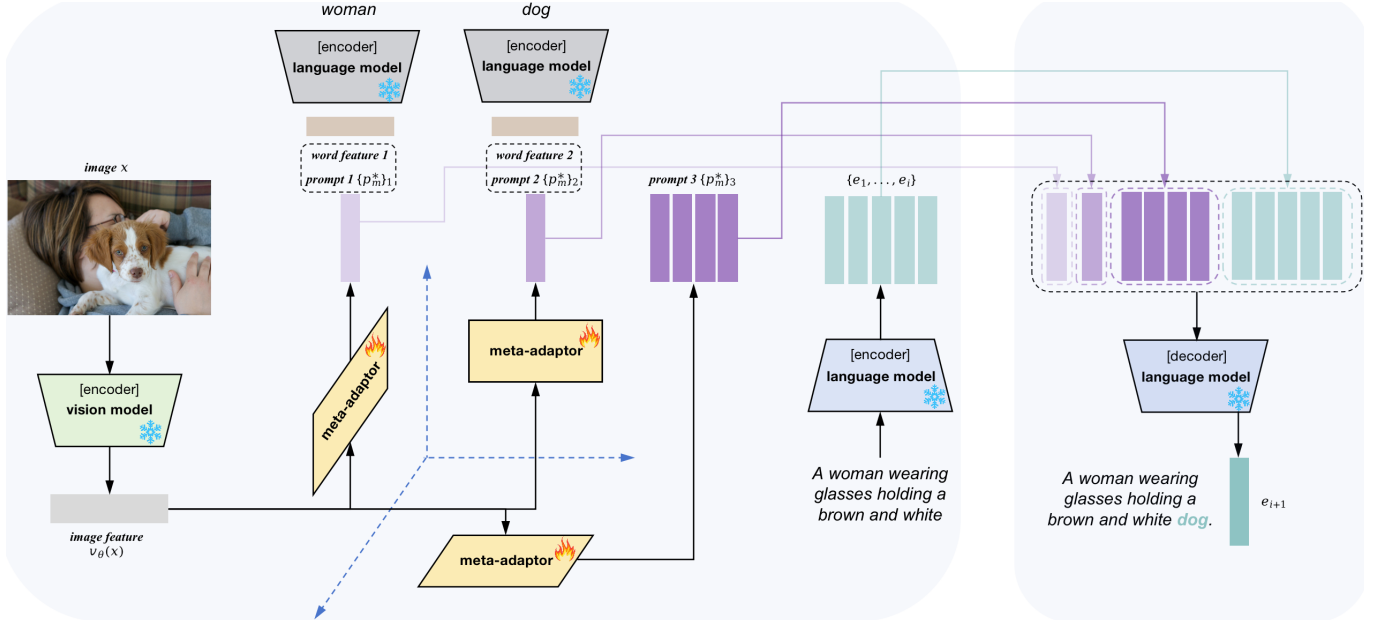 woman
dog
[encoder]
language model
[encoder]
language model
word feature 1
prompt 1 {p*m}1
word feature 2
prompt 2 {p*m}2
prompt 3 {p*m}3
{e1, . . . , ei}
image x
[encoder]
vision model
image feature
υθ(x)
meta-adaptor
meta-adaptor
meta-adaptor
[encoder]
language model
A woman wearing
glasses holding a
brown and white
[decoder]
language model
A woman wearing
glasses holding a
brown and white dog.
ei+1